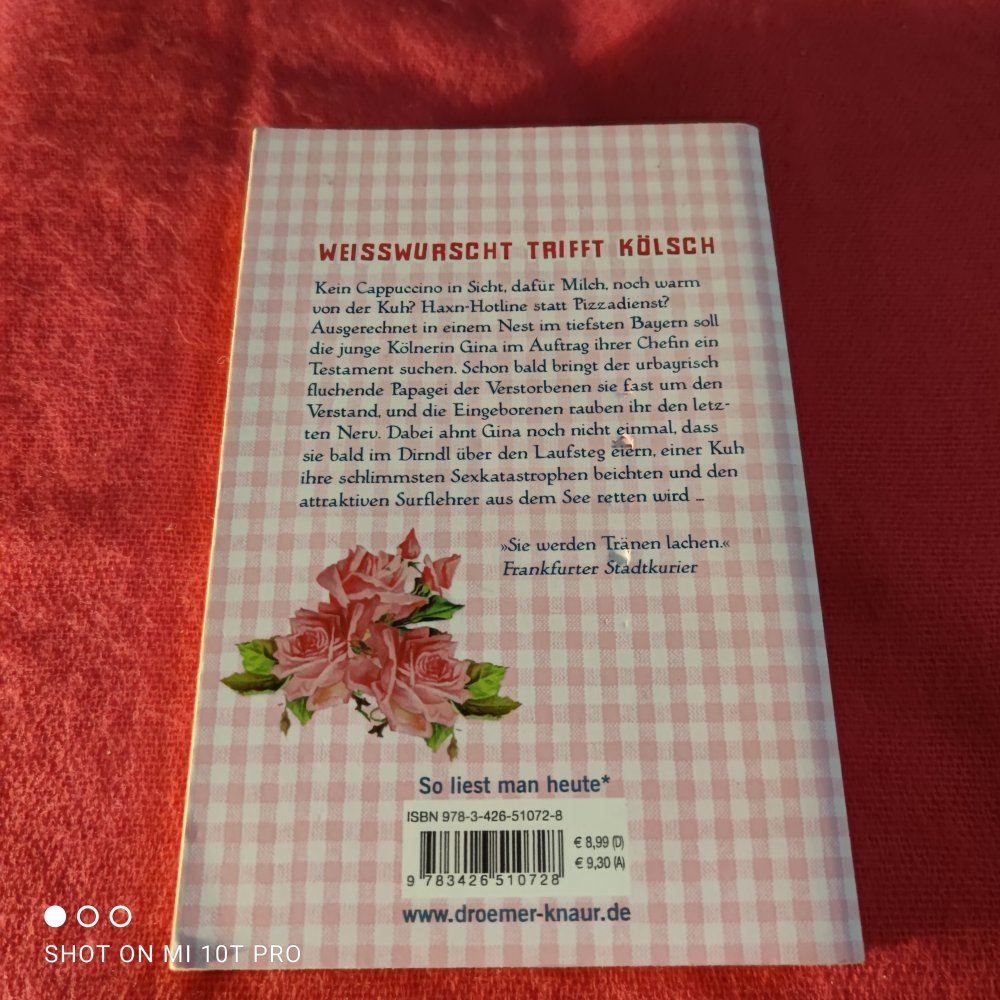 WEISSWURSCHT TRIFFT KÖLSCH
Kein Cappuccino in Sicht, dafür Milch, noch warm
von der Kuh? Haxn-Hotline statt Pizzadienst?
Ausgerechnet in einem Nest im tiefsten Bayern soll
die junge Kölnerin Gina im Auftrag ihrer Chefin ein
Testament suchen. Schon bald bringt der urbayrisch
fluchende Papagei der Verstorbenen sie fast um den
Verstand, und die Eingeborenen rauben ihr den letz-
ten Nerv. Dabei ahnt Gina noch nicht einmal, dass
sie bald im Dirndl über den Laufsteg eiern, einer Kuh
ihre schlimmsten Sexkatastrophen beichten und den
attraktiven Surflehrer aus dem See retten wird ...
»Sie werden Tränen lachen.«
Frankfurter Stadtkurier
So liest man heute*
ISBN 978-3-426-51072-8
€ 8,99 (D)
€ 9,30 (A)
9 783426 510728
www.droemer-knaur.de
SHOT ON MI 10T PRO